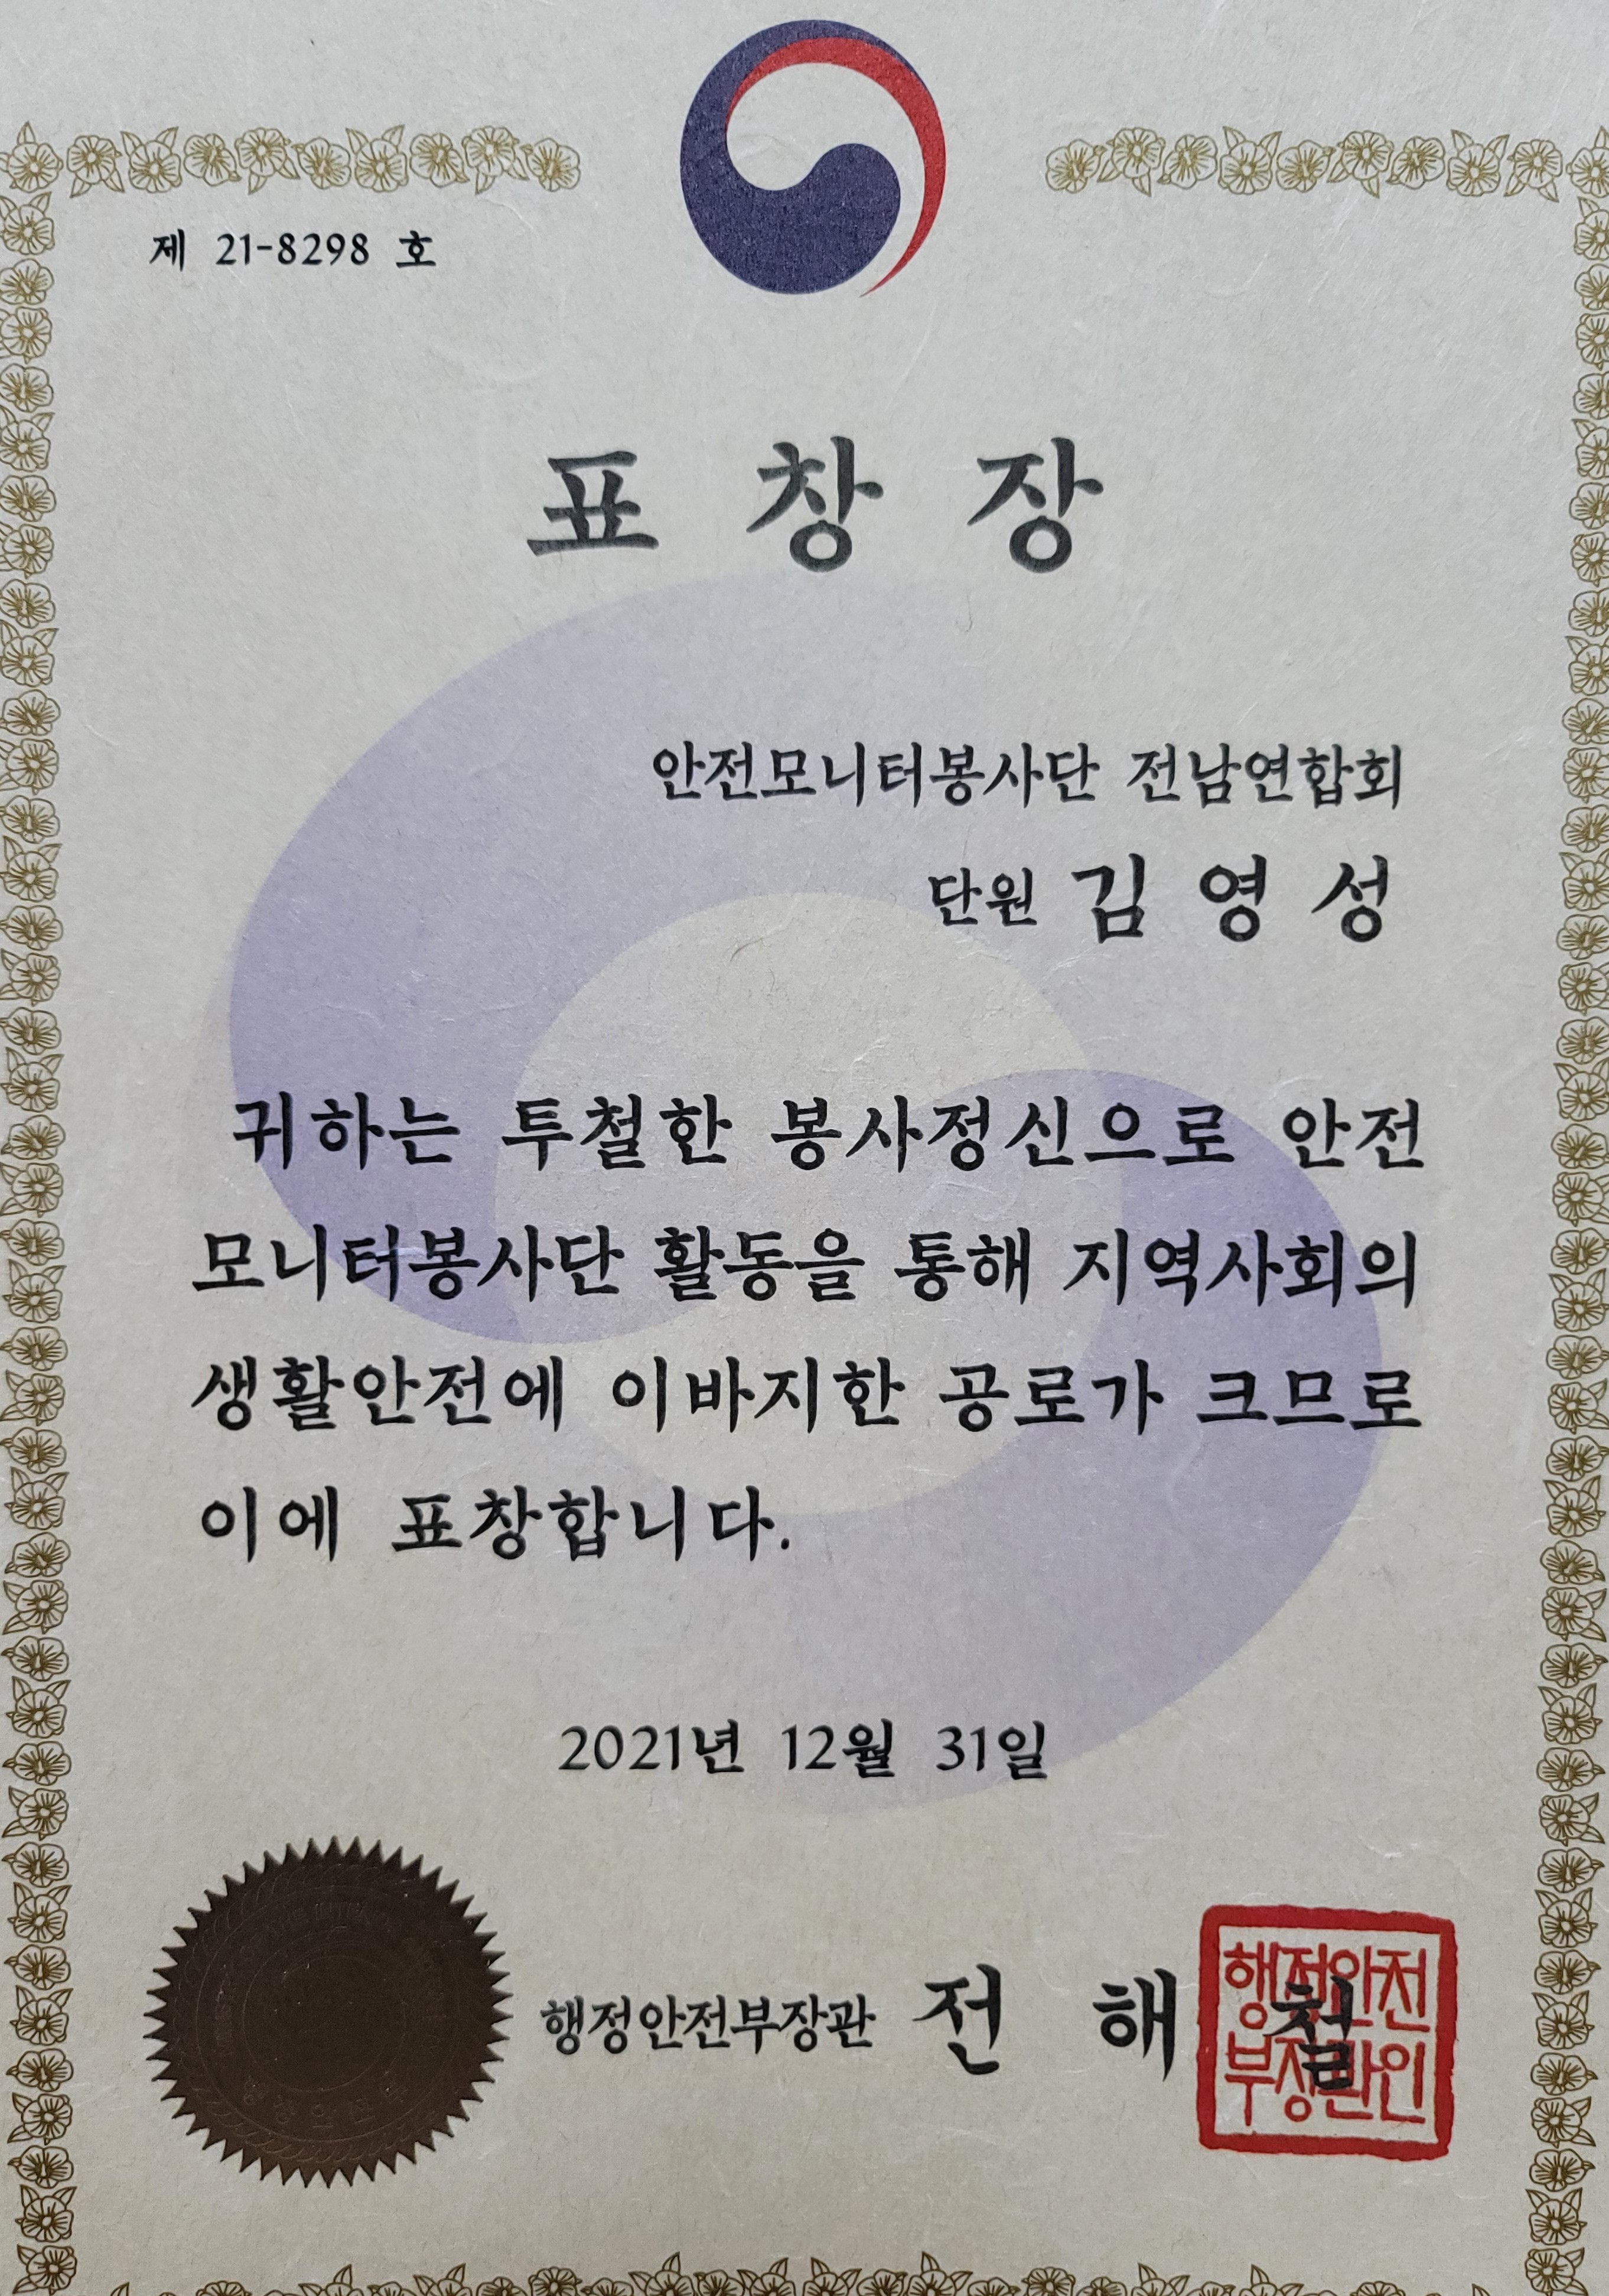 제 21-8298 호
표 창 장
안전모니터봉사단 전남연합회
단원 김 영 성
귀하는 투철한 봉사정신으로 안전
모니터봉사단 활동을 통해 지역사회의
생활안전에 이바지한 공로가 크므로
이에 표창합니다.
2021년 12월 31일
행정안전부장관 전 해 철
행정안전
부장관인